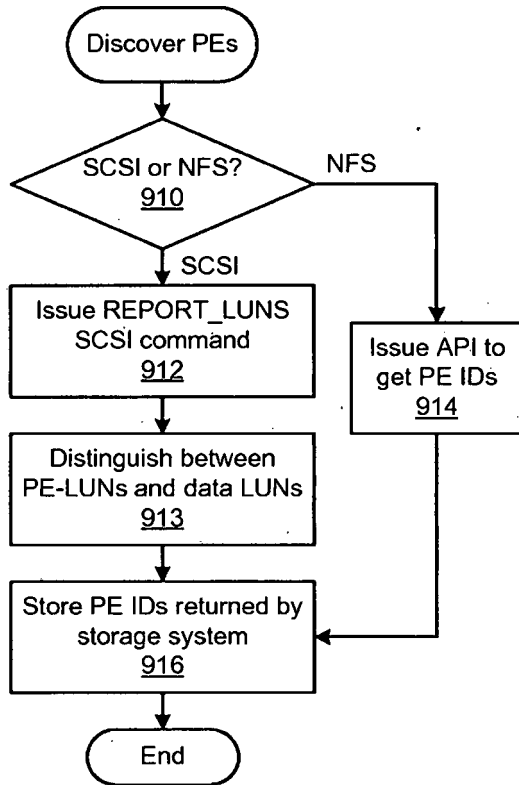 Discover PEs
SCSI or NFS?
910
NFS
SCSI
Issue REPORT_LUNS
SCSI command
912
Issue API to
get PE IDs
914
Distinguish between
PE-LUNs and data LUNs
913
Store PE IDs returned by
storage system
916
End